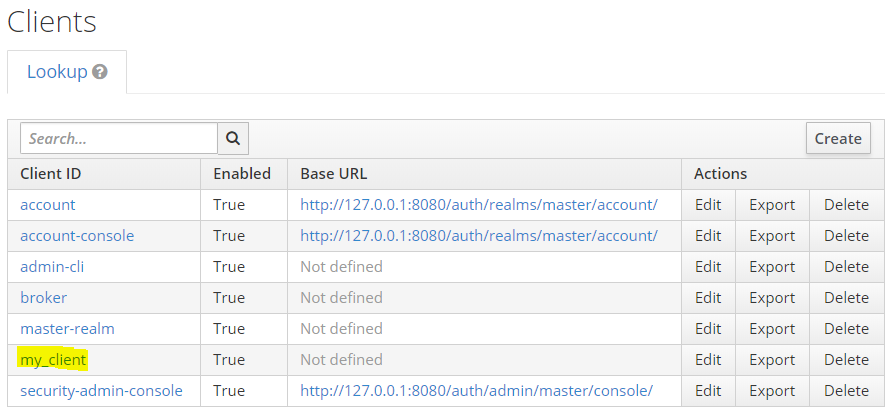 Clients
Lookup
Search...
Create
Client ID Enabled Base URL Actions
account True http://127.0.0.1:8080/auth/realms/master/account/ Edit Export Delete
account-console True http://127.0.0.1:8080/auth/realms/master/account/ Edit Export Delete
admin-cli True Not defined Edit Export Delete
broker True Not defined Edit Export Delete
master-realm True Not defined Edit Export Delete
my_client True Not defined Edit Export Delete
security-admin-console True http://127.0.0.1:8080/auth/admin/master/console/ Edit Export Delete